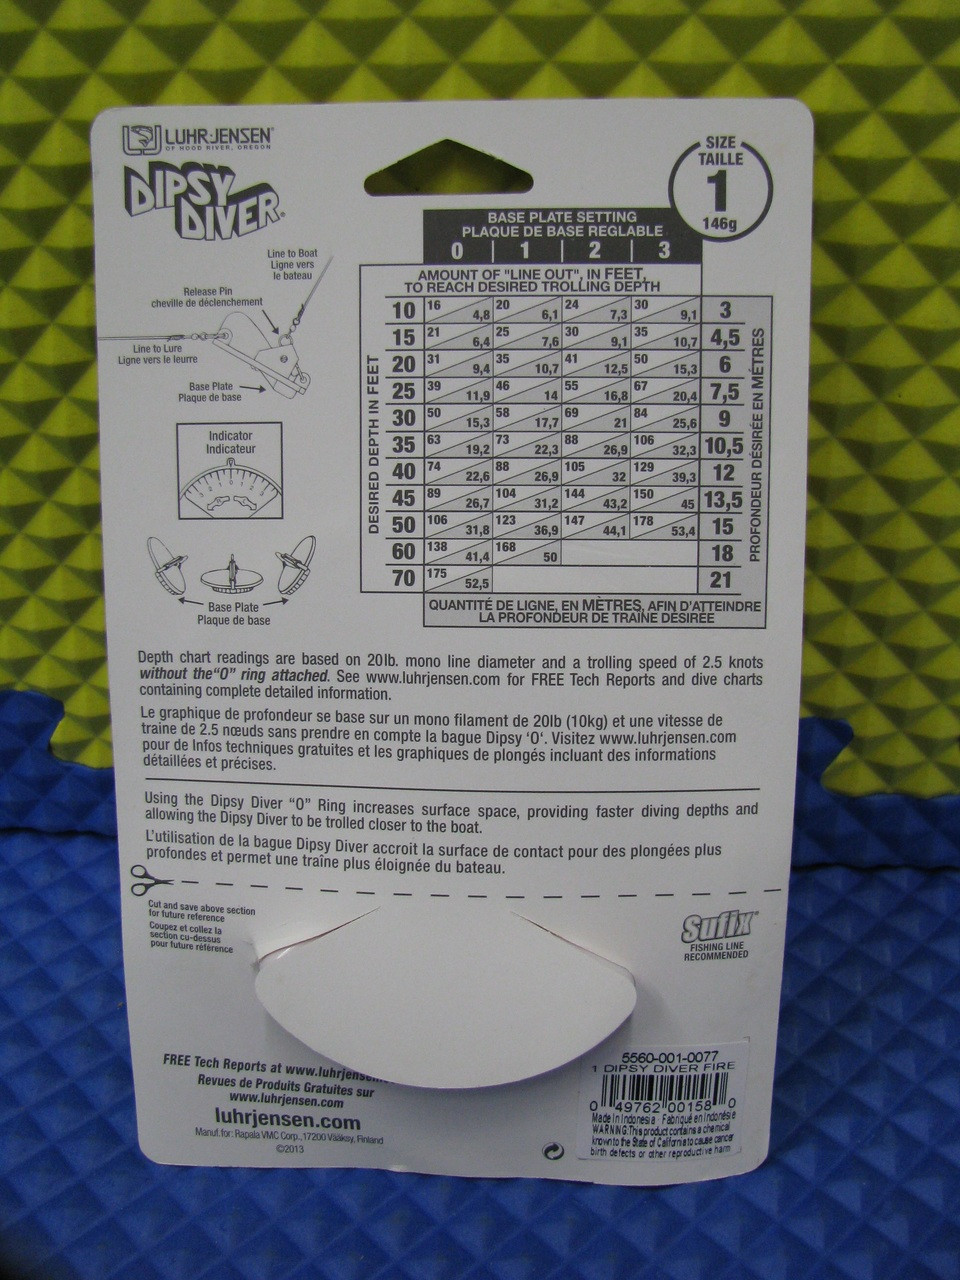 LUHR-JENSEN®
OF HOOD RIVER, OREGON
DIPSY
DIVER®
SIZE
TAILLE
1
146g
Line to Boat
Ligne vers
le bateau
Release Pin
cheville de déclenchement
Line to Lure
Ligne vers le leurre
Base Plate
Plaque de base
Indicator
Indicateur
3 2 1 0 1 2 3
Base Plate
Plaque de base
BASE PLATE SETTING
PLAQUE DE BASE REGLABLE
0 | 1 | 2 | 3
AMOUNT OF "LINE OUT", IN FEET,
TO REACH DESIRED TROLLING DEPTH
DESIRED DEPTH IN FEET
10 16 4,8 20 6,1 24 7,3 30 9,1 3
15 21 6,4 25 7,6 30 9,1 35 10,7 4,5
20 31 9,4 35 10,7 41 12,5 50 15,3 6
25 39 11,9 46 14 55 16,8 67 20,4 7,5
30 50 15,3 58 17,7 69 21 84 25,6 9
35 63 19,2 73 22,3 88 26,9 106 32,3 10,5
40 74 22,6 88 26,9 105 32 129 39,3 12
45 89 26,7 104 31,2 144 43,2 150 45 13,5
50 106 31,8 123 36,9 147 44,1 178 53,4 15
60 138 41,4 168 50 18
70 175 52,5 21
PROFONDEUR DÉSIRÉE EN MÈTRES
QUANTITÉ DE LIGNE, EN MÈTRES, AFIN D'ATTEINDRE
LA PROFONDEUR DE TRAÎNE DÉSIRÉE
Depth chart readings are based on 20lb. mono line diameter and a trolling speed of 2.5 knots
without the "O" ring attached. See www.luhrjensen.com for FREE Tech Reports and dive charts
containing complete detailed information.
Le graphique de profondeur se base sur un mono filament de 20lb (10kg) et une vitesse de
traine de 2.5 nœuds sans prendre en compte la bague Dipsy 'O'. Visitez www.luhrjensen.com
pour de Infos techniques gratuites et les graphiques de plongés incluant des informations
détaillées et précises.
Using the Dipsy Diver "O" Ring increases surface space, providing faster diving depths and
allowing the Dipsy Diver to be trolled closer to the boat.
L'utilisation de la bague Dipsy Diver accroit la surface de contact pour des plongées plus
profondes et permet une traîne plus éloignée du bateau.
Cut and save above section
for future reference
Coupez et collez la
section cu-dessus
pour future référence
Sufix®
FISHING LINE
RECOMMENDED
FREE Tech Reports at www.luhrjensen
Revues de Produits Gratuites sur
www.luhrjensen.com
luhrjensen.com
Manuf. for: Rapala VMC Corp., 17200 Vääksy, Finland
©2013
5560-001-0077
1 DIPSY DIVER FIRE
0 49762 00158 0
Made in Indonesia Fabriqué en Indonésie
WARNING: This product contains a chemical
known to the State of California to cause cancer
birth defects or other reproductive harm